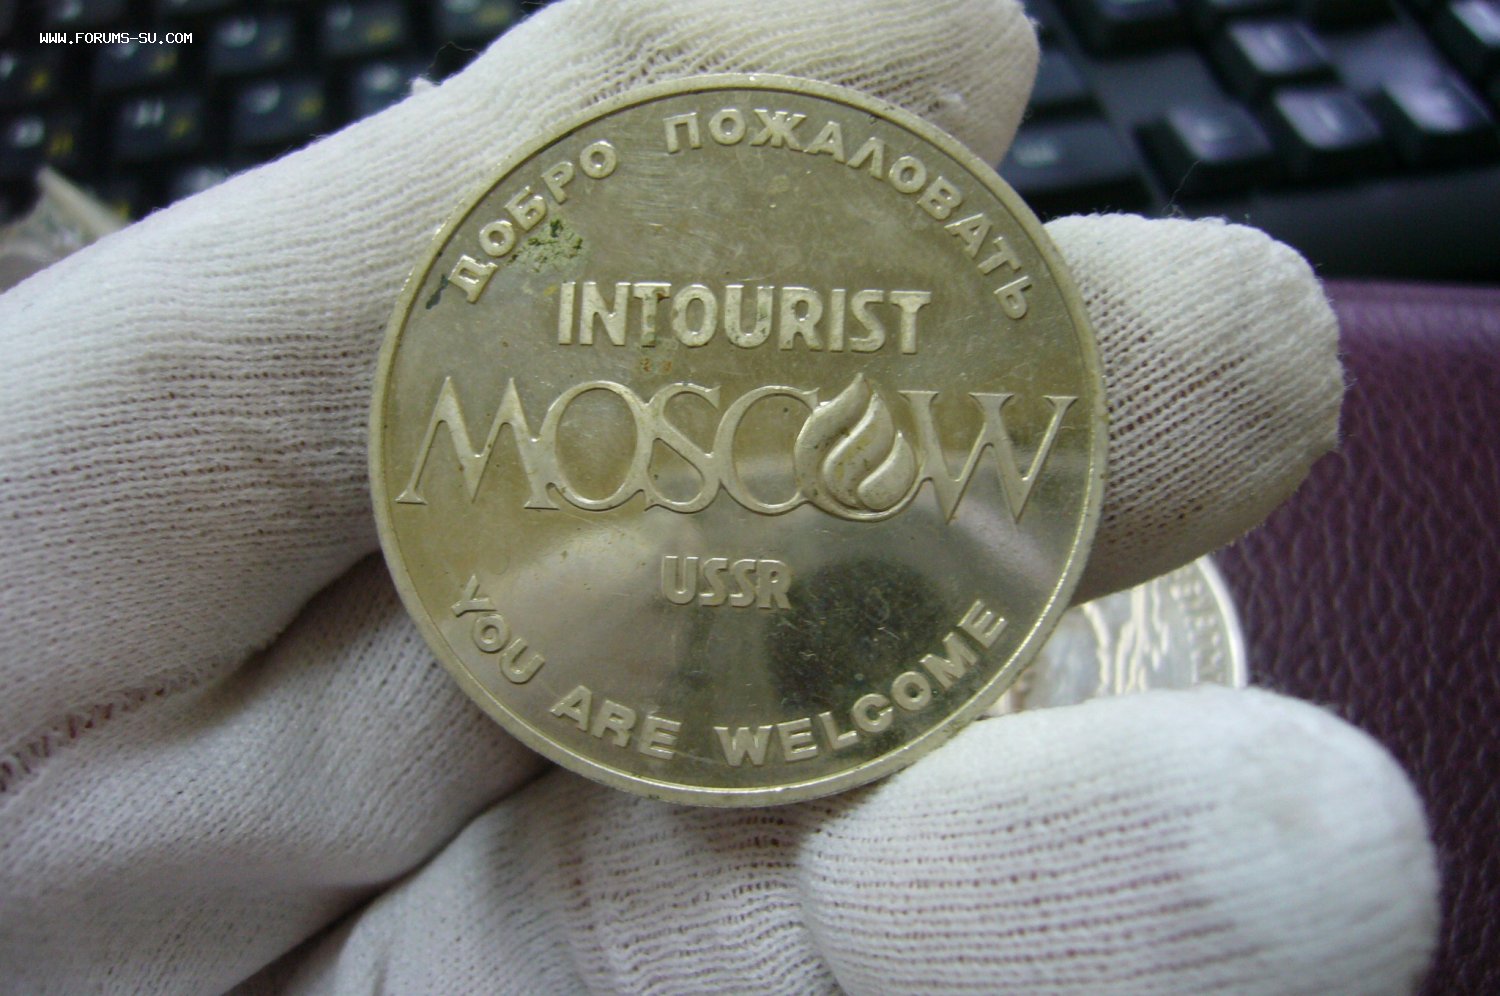 WWW.FORUMS-SU.COM
ДОБРО ПОЖАЛОВАТЬ
INTOURIST
MOSCOW
USSR
YOU ARE WELCOME